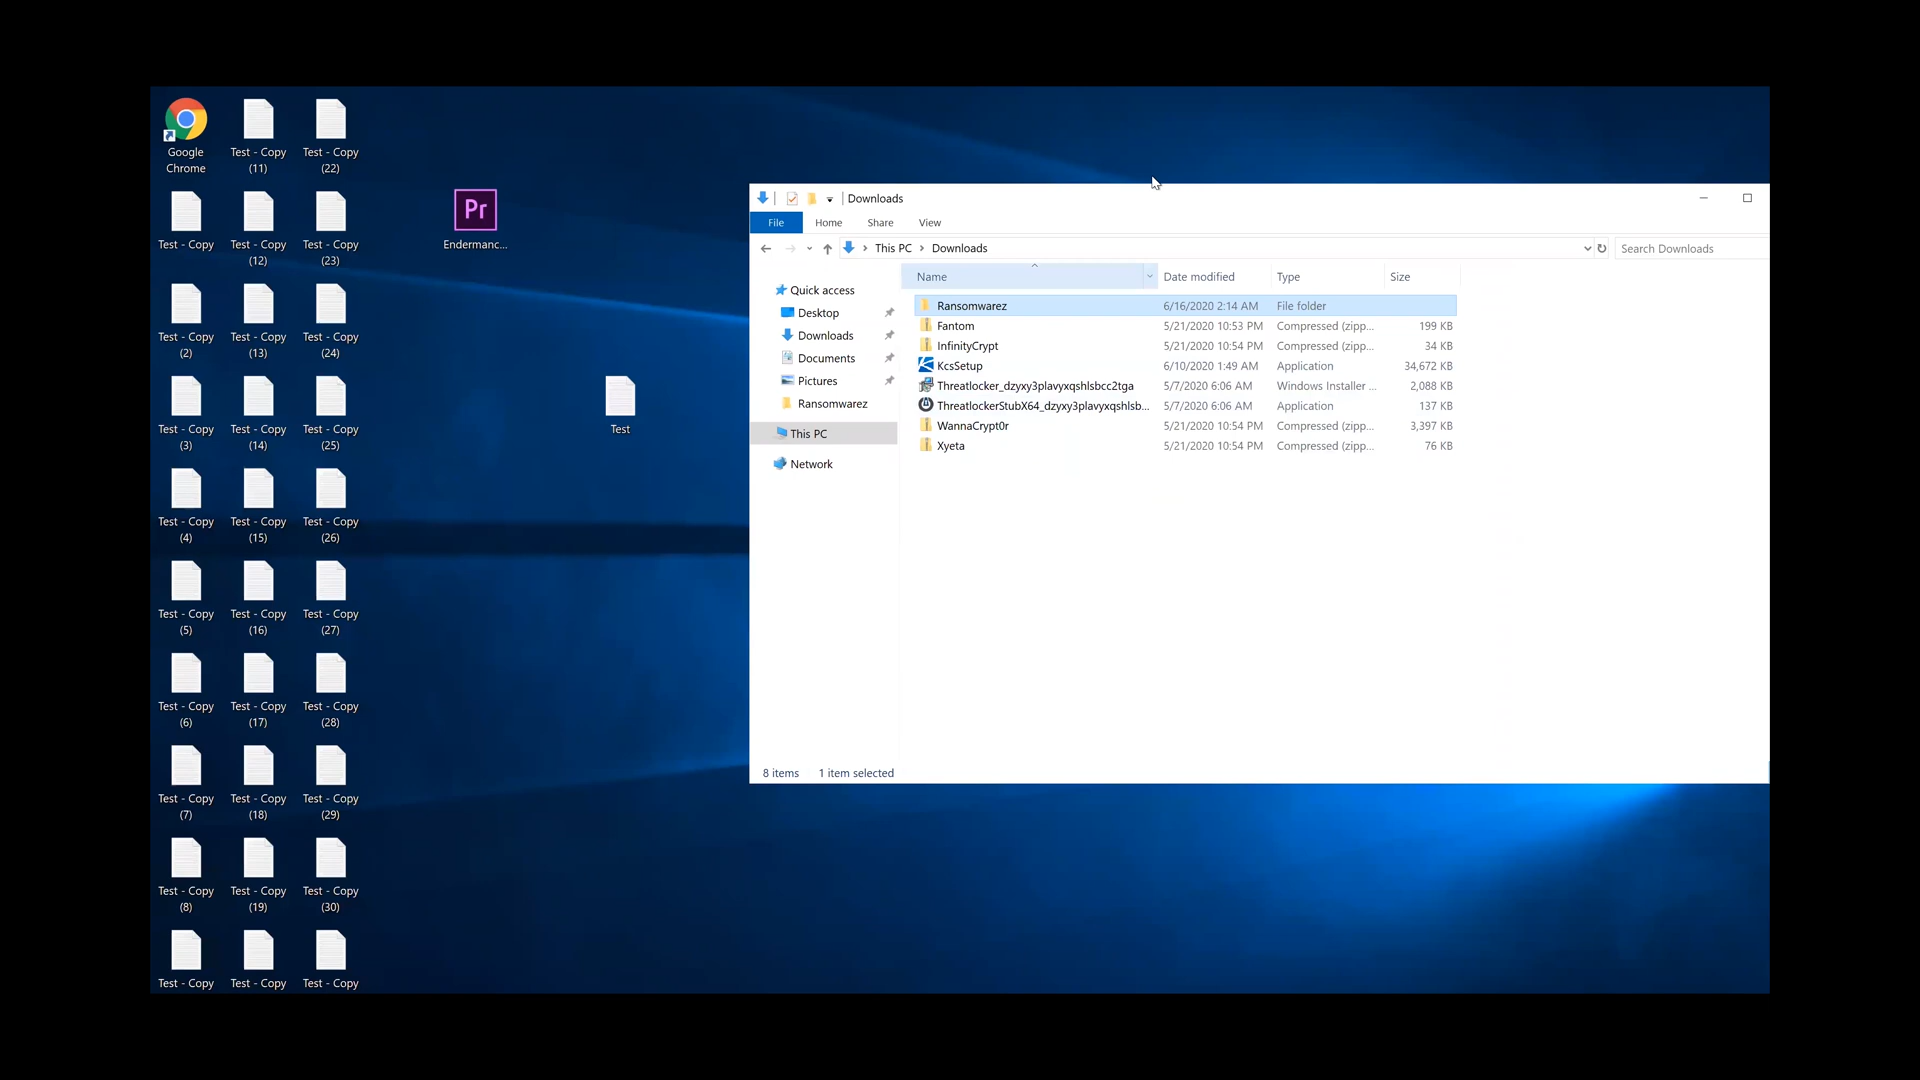 Google
Chrome
Test - Copy
(11)
Test - Copy
(22)
Test - Copy
Test - Copy
(12)
Test - Copy
(23)
Test - Copy
(2)
Test - Copy
(13)
Test - Copy
(24)
Test - Copy
(3)
Test - Copy
(14)
Test - Copy
(25)
Test - Copy
(4)
Test - Copy
(15)
Test - Copy
(26)
Test - Copy
(5)
Test - Copy
(16)
Test - Copy
(27)
Test - Copy
(6)
Test - Copy
(17)
Test - Copy
(28)
Test - Copy
(7)
Test - Copy
(18)
Test - Copy
(29)
Test - Copy
(8)
Test - Copy
(19)
Test - Copy
(30)
Test - Copy
Test - Copy
Test - Copy
Pr
Endermanc...
Test
Downloads
File Home Share View
This PC Downloads
Search Downloads
Quick access
Desktop
Downloads
Documents
Pictures
Ransomwarez
This PC
Network
Name Date modified Type Size
Ransomwarez 6/16/2020 2:14 AM File folder
Fantom 5/21/2020 10:53 PM Compressed (zipp... 199 KB
InfinityCrypt 5/21/2020 10:54 PM Compressed (zipp... 34 KB
KcsSetup 6/10/2020 1:49 AM Application 34,672 KB
Threatlocker_dzyxy3plavyxqshlsbcc2tga 5/7/2020 6:06 AM Windows Installer ... 2,088 KB
ThreatlockerStubX64_dzyxy3plavyxqshlsb... 5/7/2020 6:06 AM Application 137 KB
WannaCrypt0r 5/21/2020 10:54 PM Compressed (zipp... 3,397 KB
Xyeta 5/21/2020 10:54 PM Compressed (zipp... 76 KB
8 items 1 item selected